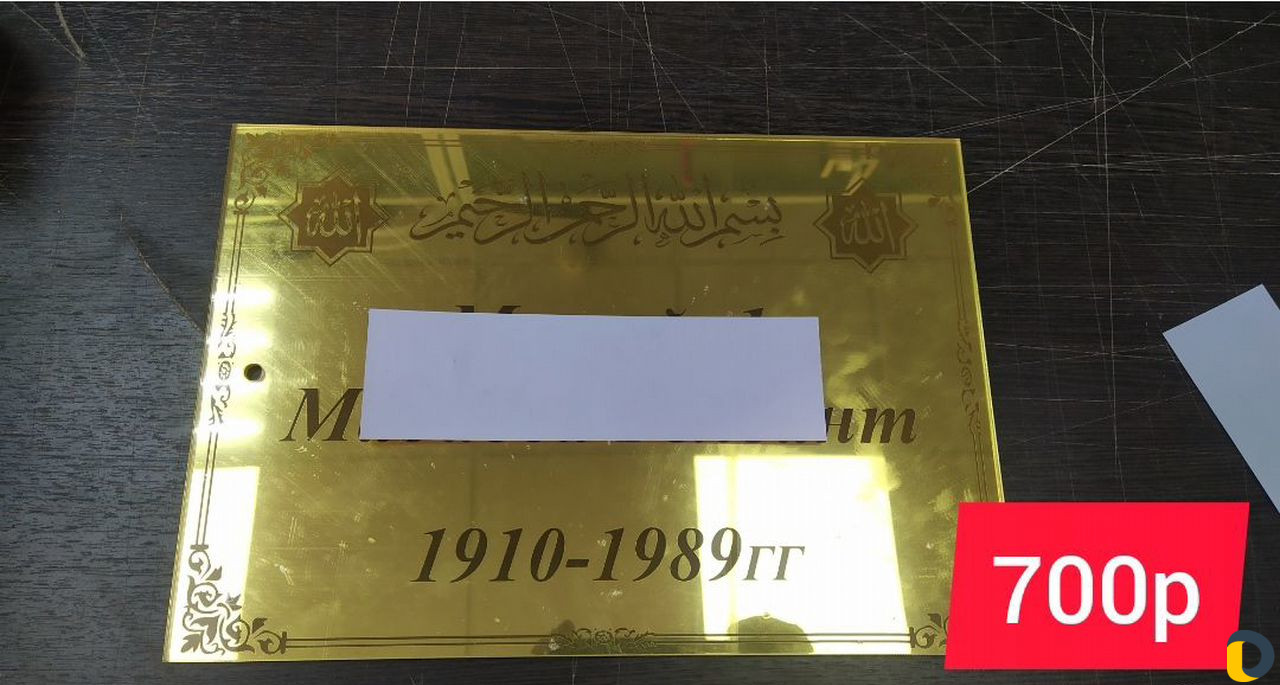 الله بسم الله الرحمن الرحيم الله
1910-1989гг
700р